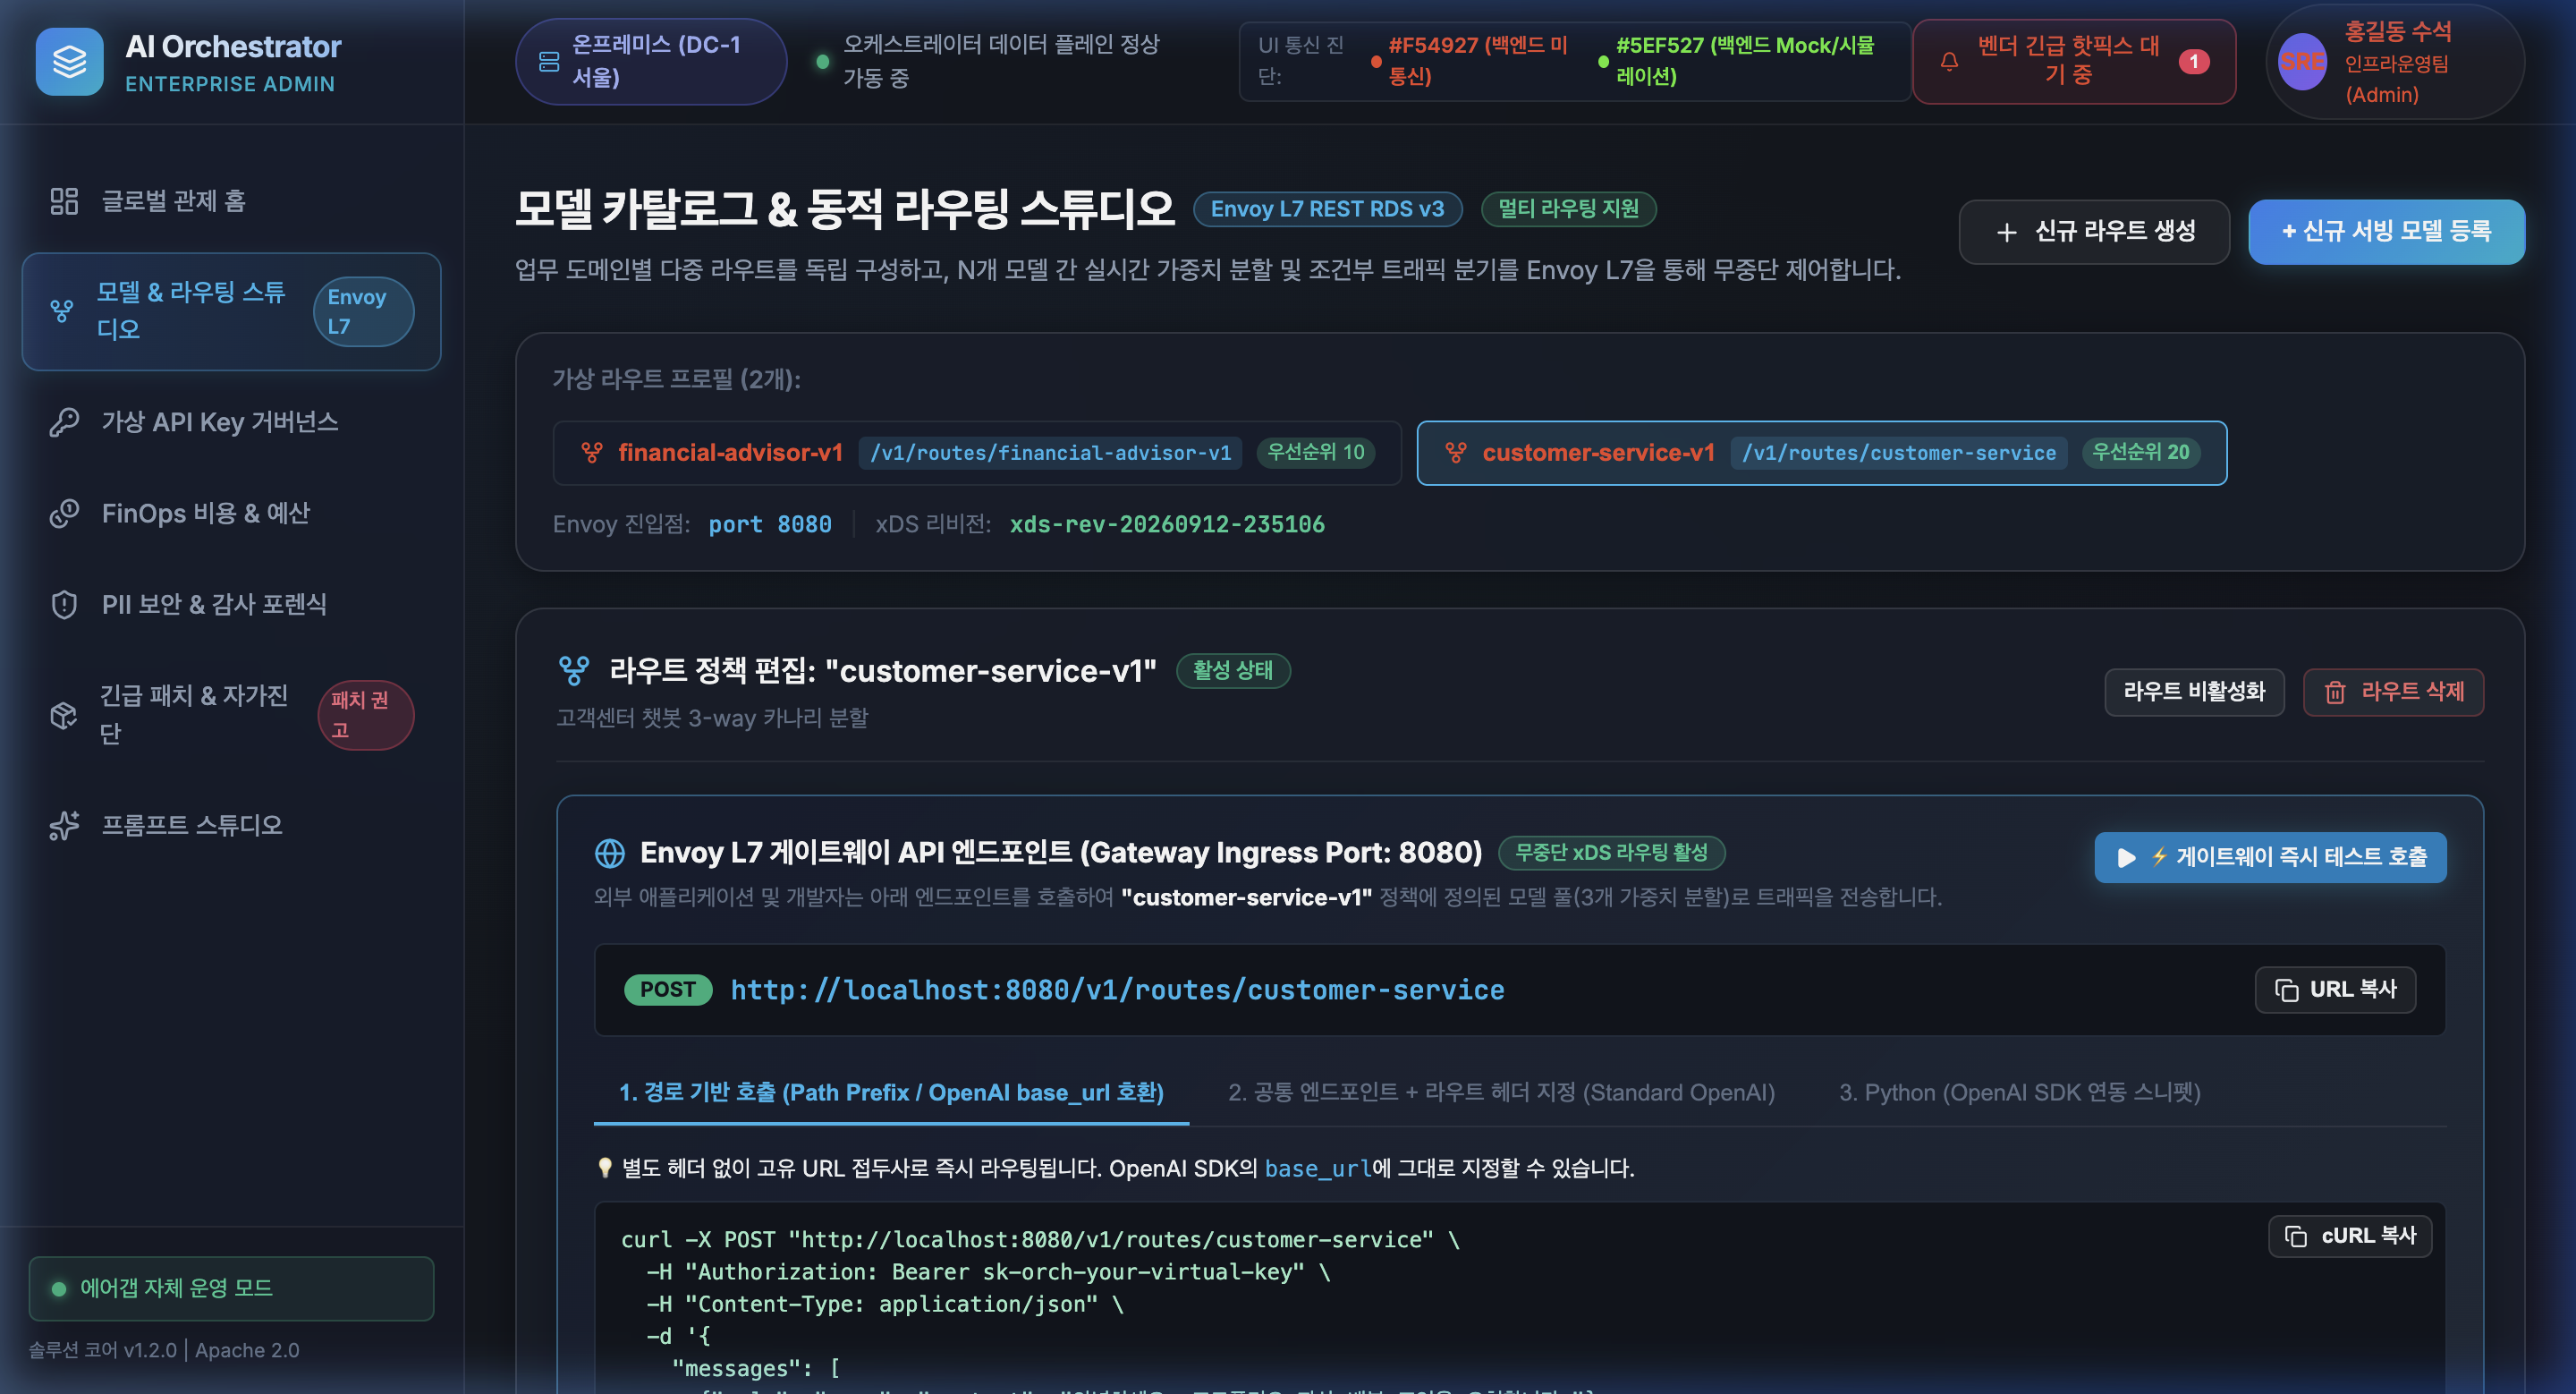 AI Orchestrator
ENTERPRISE ADMIN
글로벌 관제 홈
모델 & 라우팅 스튜
디오
Envoy
L7
가상 API Key 거버넌스
FinOps 비용 & 예산
PII 보안 & 감사 포렌식
긴급 패치 & 자가진
단
패치 권
고
프롬프트 스튜디오
에어갭 자체 운영 모드
솔루션 코어 v1.2.0 | Apache 2.0
온프레미스 (DC-1
서울)
오케스트레이터 데이터 플레인 정상
가동 중
UI 통신 진
단:
#F54927 (백엔드 미
통신)
#5EF527 (백엔드 Mock/시뮬
레이션)
벤더 긴급 핫픽스 대
기 중
1
SRE
홍길동 수석
인프라운영팀
(Admin)
모델 카탈로그 & 동적 라우팅 스튜디오
Envoy L7 REST RDS v3
멀티 라우팅 지원
업무 도메인별 다중 라우트를 독립 구성하고, N개 모델 간 실시간 가중치 분할 및 조건부 트래픽 분기를 Envoy L7을 통해 무중단 제어합니다.
신규 라우트 생성
+ 신규 서빙 모델 등록
가상 라우트 프로필 (2개):
financial-advisor-v1 /v1/routes/financial-advisor-v1 우선순위 10
customer-service-v1 /v1/routes/customer-service 우선순위 20
Envoy 진입점: port 8080
xDS 리비전: xds-rev-20260912-235106
라우트 정책 편집: "customer-service-v1" 활성 상태
고객센터 챗봇 3-way 카나리 분할
라우트 비활성화
라우트 삭제
Envoy L7 게이트웨이 API 엔드포인트 (Gateway Ingress Port: 8080) 무중단 xDS 라우팅 활성
외부 애플리케이션 및 개발자는 아래 엔드포인트를 호출하여 "customer-service-v1" 정책에 정의된 모델 풀(3개 가중치 분할)로 트래픽을 전송합니다.
⚡ 게이트웨이 즉시 테스트 호출
POST http://localhost:8080/v1/routes/customer-service
URL 복사
1. 경로 기반 호출 (Path Prefix / OpenAI base_url 호환)
2. 공통 엔드포인트 + 라우트 헤더 지정 (Standard OpenAI)
3. Python (OpenAI SDK 연동 스니펫)
💡 별도 헤더 없이 고유 URL 접두사로 즉시 라우팅됩니다. OpenAI SDK의 base_url에 그대로 지정할 수 있습니다.
cURL 복사
curl -X POST "http://localhost:8080/v1/routes/customer-service" \
-H "Authorization: Bearer sk-orch-your-virtual-key" \
-H "Content-Type: application/json" \
-d '{
"messages": [